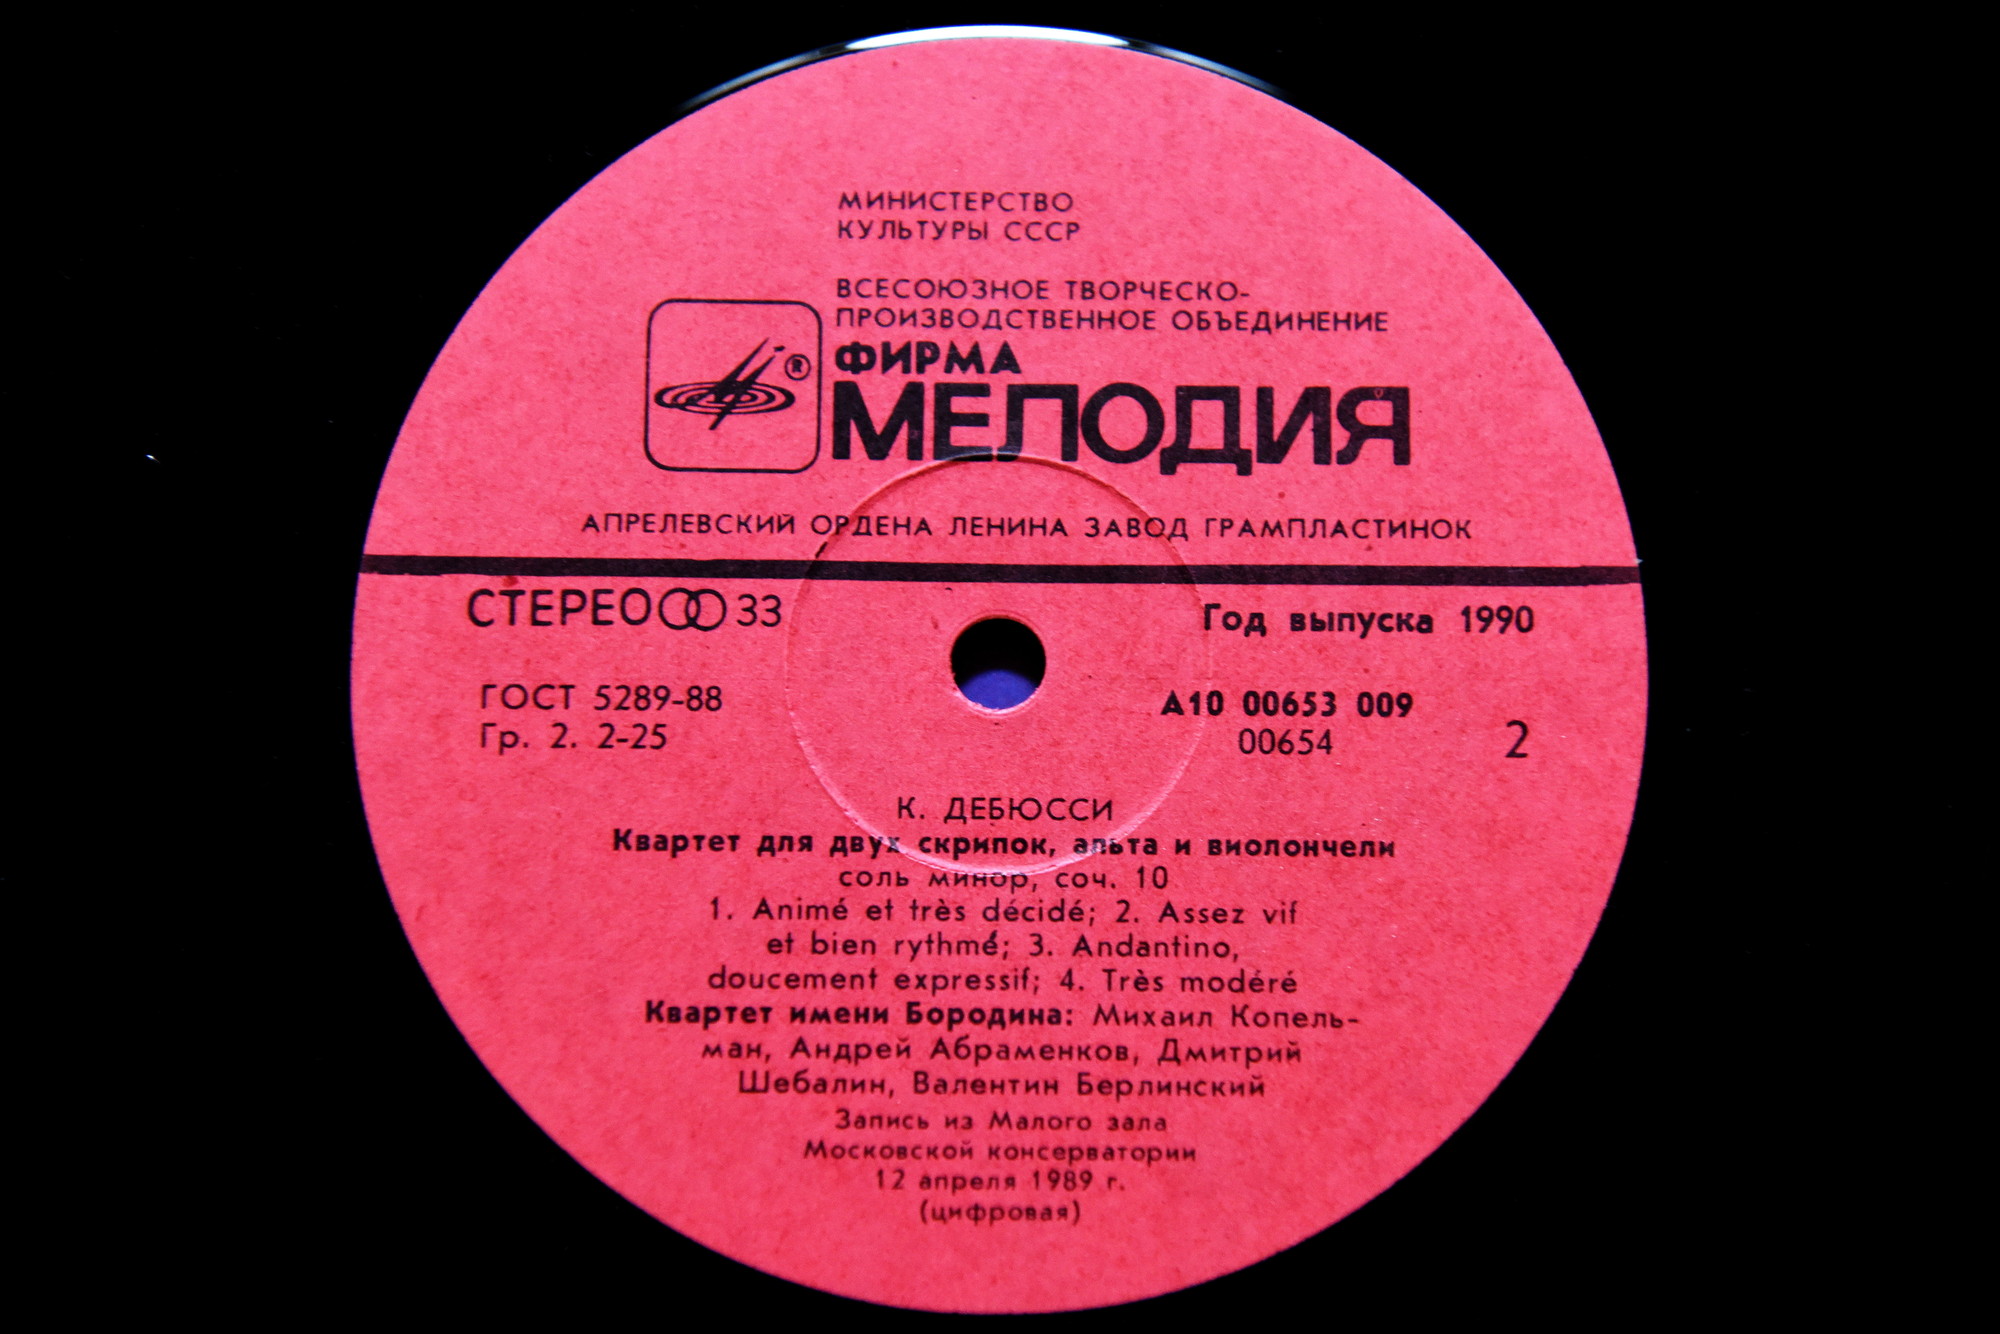 МИНИСТЕРСТВО
КУЛЬТУРЫ СССР
ВСЕСОЮЗНОЕ ТВОРЧЕСКО-
ПРОИЗВОДСТВЕННОЕ ОБЪЕДИНЕНИЕ
®
ФИРМА
МЕЛОДИЯ
АПРЕЛЕВСКИЙ ОРДЕНА ЛЕНИНА ЗАВОД ГРАМПЛАСТИНОК
СТЕРЕО 33
Год выпуска 1990
ГОСТ 5289-88
Гр. 2. 2-25
А10 00653 009
00654
2
К. ДЕБЮССИ
Квартет для двух скрипок, альта и виолончели
соль минор, соч. 10
1. Animé et très décidé; 2. Assez vif
et bien rythmé; 3. Andantino,
doucement expressif; 4. Très modéré
Квартет имени Бородина: Михаил Копель-
ман, Андрей Абраменков, Дмитрий
Шебалин, Валентин Берлинский
Запись из Малого зала
Московской консерватории
12 апреля 1989 г.
(цифровая)